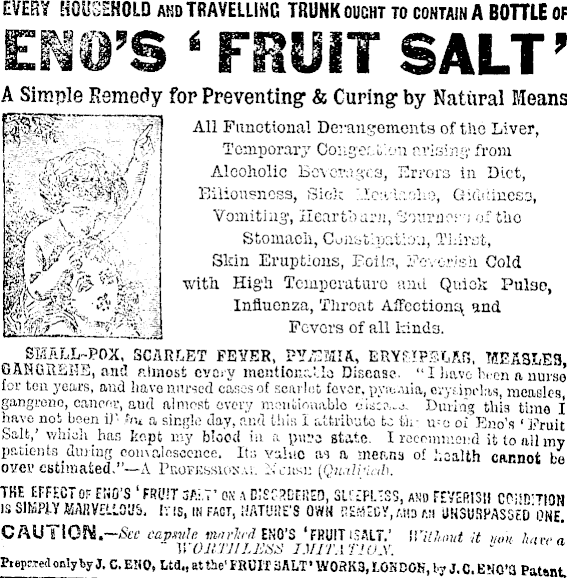 EVERY HOUSEHOLD AND TRAVELLING TRUNK OUGHT TO CONTAIN A BOTTLE OF
ENO'S 'FRUIT SALT'
A Simple Remedy for Preventing & Curing by Natural Means
All Functional Derangements of the Liver,
Temporary Congestion arising from
Alcoholic Beverages, Errors in Diet,
Biliousness, Sick Headache, Giddiness,
Vomiting, Heartburn, Sourness of the
Stomach, Constipation, Thirst,
Skin Eruptions, Boils, Feverish Cold
with High Temperature and Quick Pulse,
Influenza, Throat Affections, and
Fevers of all kinds.
SMALL-POX, SCARLET FEVER, PYÆMIA, ERYSIPELAS, MEASLES,
GANGRENE, and almost every mentionable Disease. "I have been a nurse
for ten years, and have nursed cases of scarlet fever, pyæmia, erysipelas, measles,
gangrene, cancer, and almost every mentionable disease. During this time I
have not been ill for a single day, and this I attribute to the use of Eno's 'Fruit
Salt,' which has kept my blood in a pure state. I recommend it to all my
patients during convalescence. Its value as a means of health cannot be
over estimated."—A PROFESSIONAL NURSE (Qualified).
THE EFFECT OF ENO'S 'FRUIT SALT' ON A DISORDERED, SLEEPLESS, AND FEVERISH CONDITION
IS SIMPLY MARVELLOUS. IT IS, IN FACT, NATURE'S OWN REMEDY, AND AN UNSURPASSED ONE.
CAUTION.—See capsule marked ENO'S 'FRUIT SALT.' Without it you have a
WORTHLESS IMITATION.
Prepared only by J. C. ENO, Ltd., at the 'FRUIT SALT' WORKS, LONDON, by J. C. ENO'S Patent.